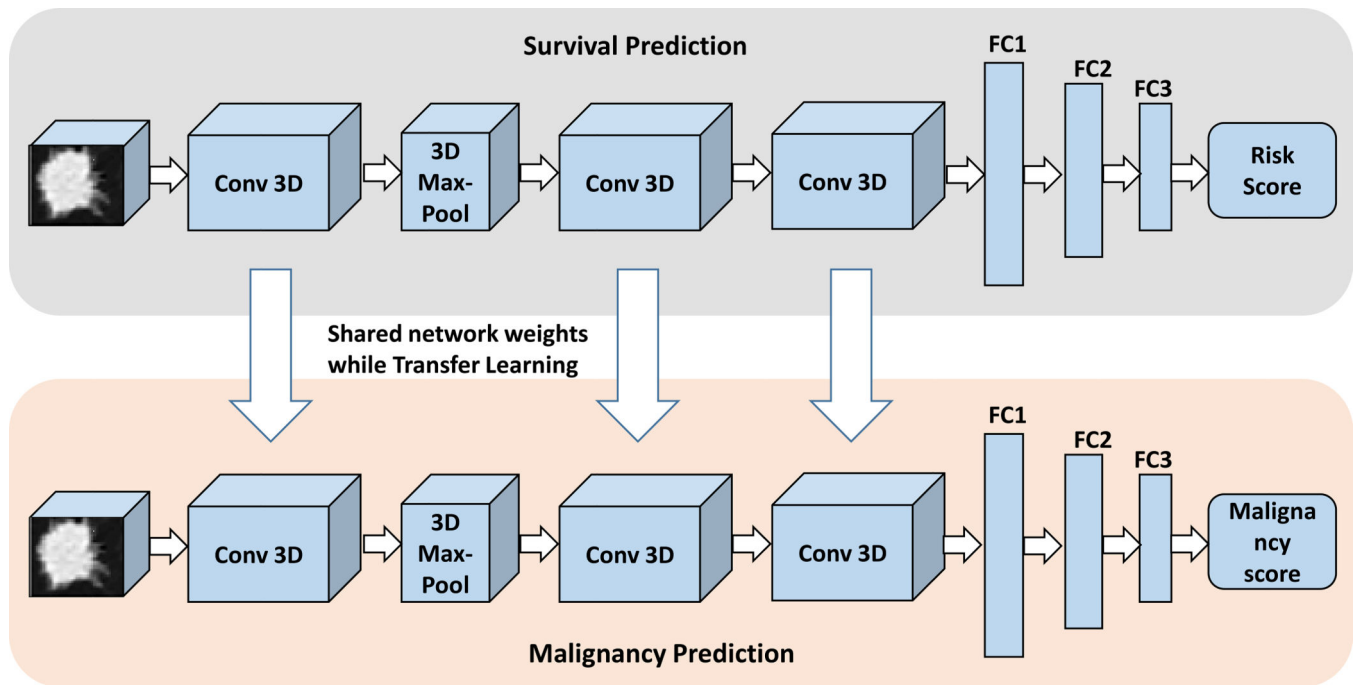 Survival Prediction
FC1
FC2
FC3
Conv 3D
3D
Max-
Pool
Conv 3D
Conv 3D
Risk
Score
Shared network weights
while Transfer Learning
FC1
FC2
FC3
Conv 3D
3D
Max-
Pool
Conv 3D
Conv 3D
Maligna
ncy
score
Malignancy Prediction